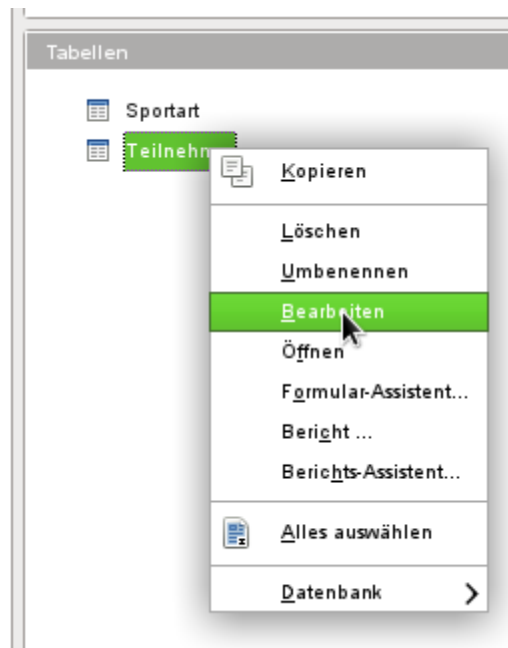 Tabellen
Sportart
Teilnehm
Kopieren
Löschen
Umbenennen
Bearbeiten
Öffnen
Formular-Assistent...
Bericht ...
Berichts-Assistent...
Alles auswählen
Datenbank